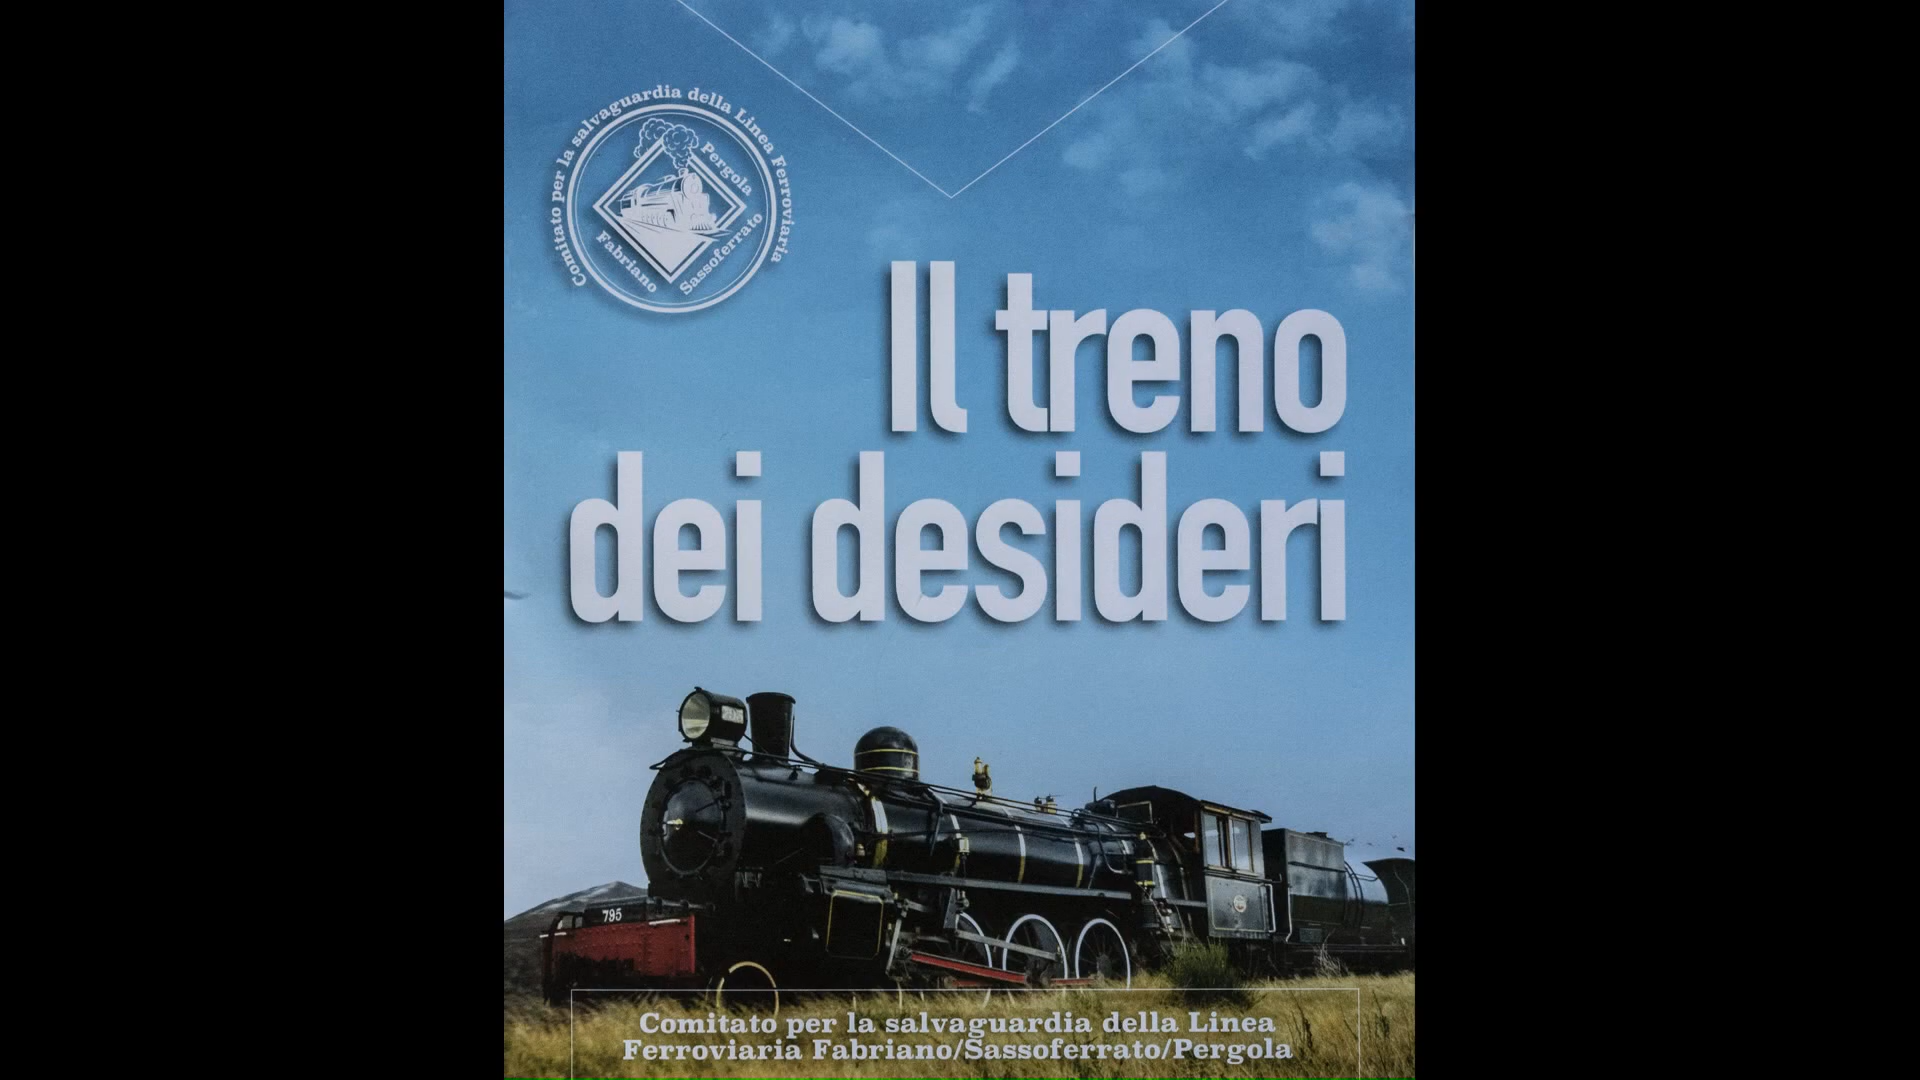 Comitato per la salvaguardia della Linea Ferroviaria
Pergola
Fabriano
Sassoferrato
Il treno
dei desideri
795
Comitato per la salvaguardia della Linea
Ferroviaria Fabriano/Sassoferrato/Pergola